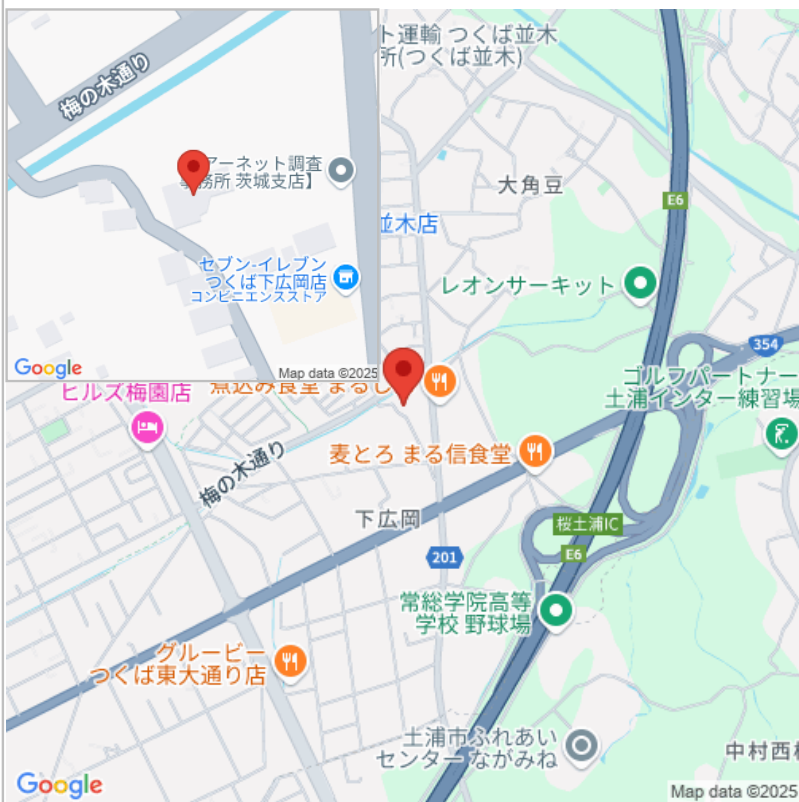 梅の木通り
アーネット調査
務所 茨城支店】
セブン-イレブン
つくば下広岡店
コンビニエンスストア
Google
Map data ©2025
ト運輸 つくば並木
所(つくば並木)
大角豆
E6
並木店
レオンサーキット
354
ゴルフパートナー
土浦インター練習場
煮込み食堂 まる
ヒルズ梅園店
麦とろ まる信食堂
梅の木通り
下広岡
桜土浦IC
201
E6
常総学院高等
学校 野球場
グルービー
つくば東大通り店
土浦市ふれあい
センター ながみね
中村西
Google
Map data ©2025